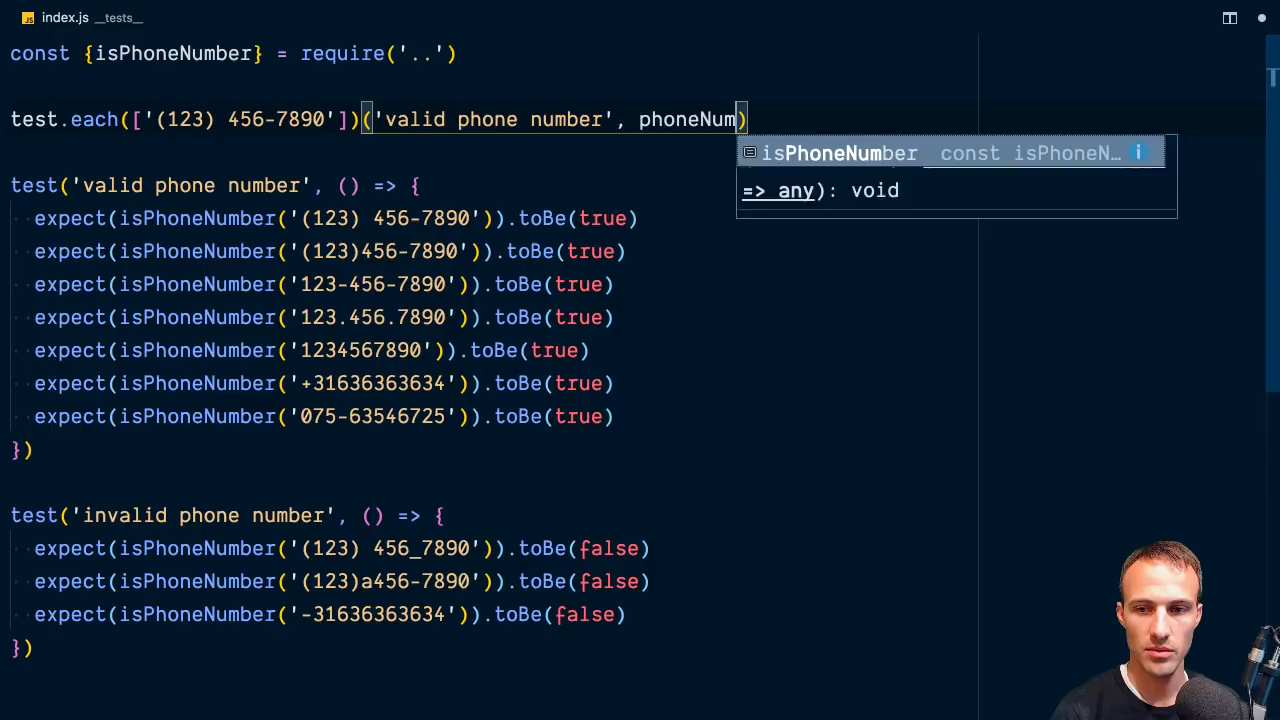 JS index.js __tests__
const {isPhoneNumber} = require('..')
test.each(['(123) 456-7890'])('valid phone number', phoneNum)
isPhoneNumber const isPhoneN…
=> any): void
test('valid phone number', () => {
expect(isPhoneNumber('(123) 456-7890')).toBe(true)
expect(isPhoneNumber('(123)456-7890')).toBe(true)
expect(isPhoneNumber('123-456-7890')).toBe(true)
expect(isPhoneNumber('123.456.7890')).toBe(true)
expect(isPhoneNumber('1234567890')).toBe(true)
expect(isPhoneNumber('+31636363634')).toBe(true)
expect(isPhoneNumber('075-63546725')).toBe(true)
})
test('invalid phone number', () => {
expect(isPhoneNumber('(123) 456_7890')).toBe(false)
expect(isPhoneNumber('(123)a456-7890')).toBe(false)
expect(isPhoneNumber('-31636363634')).toBe(false)
})